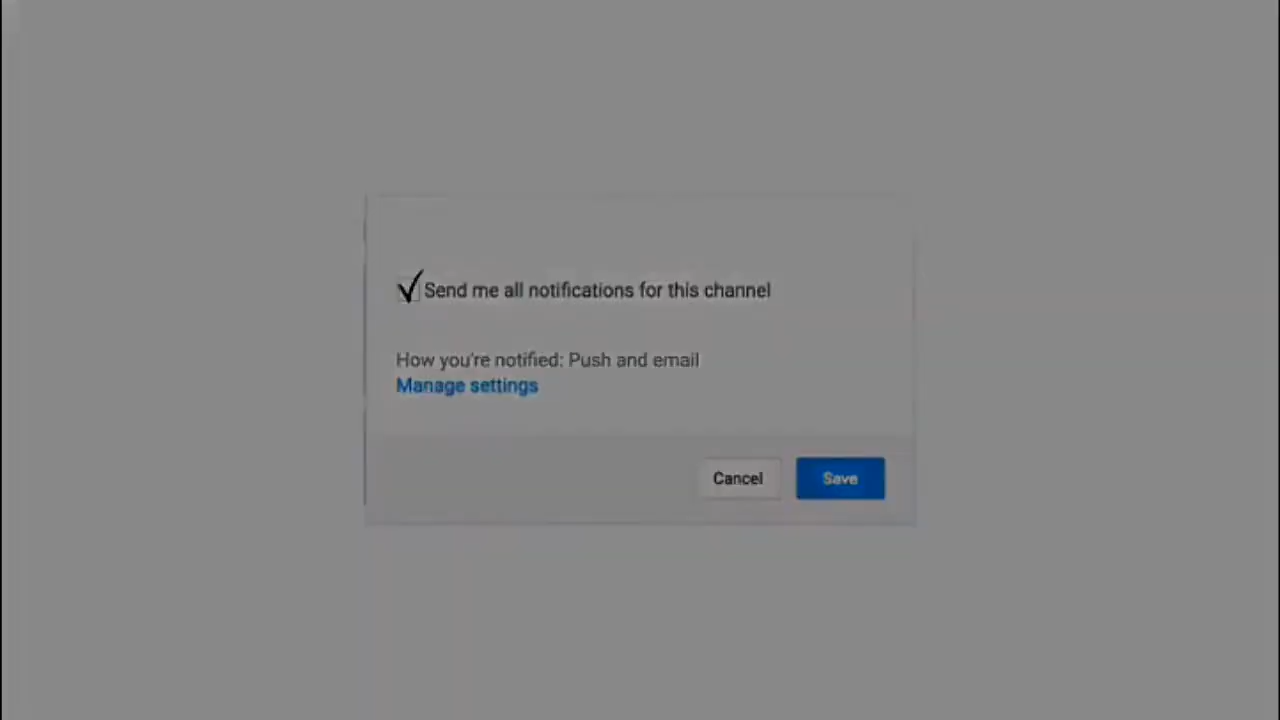 Send me all notifications for this channel
How you're notified: Push and email
Manage settings
Cancel
Save